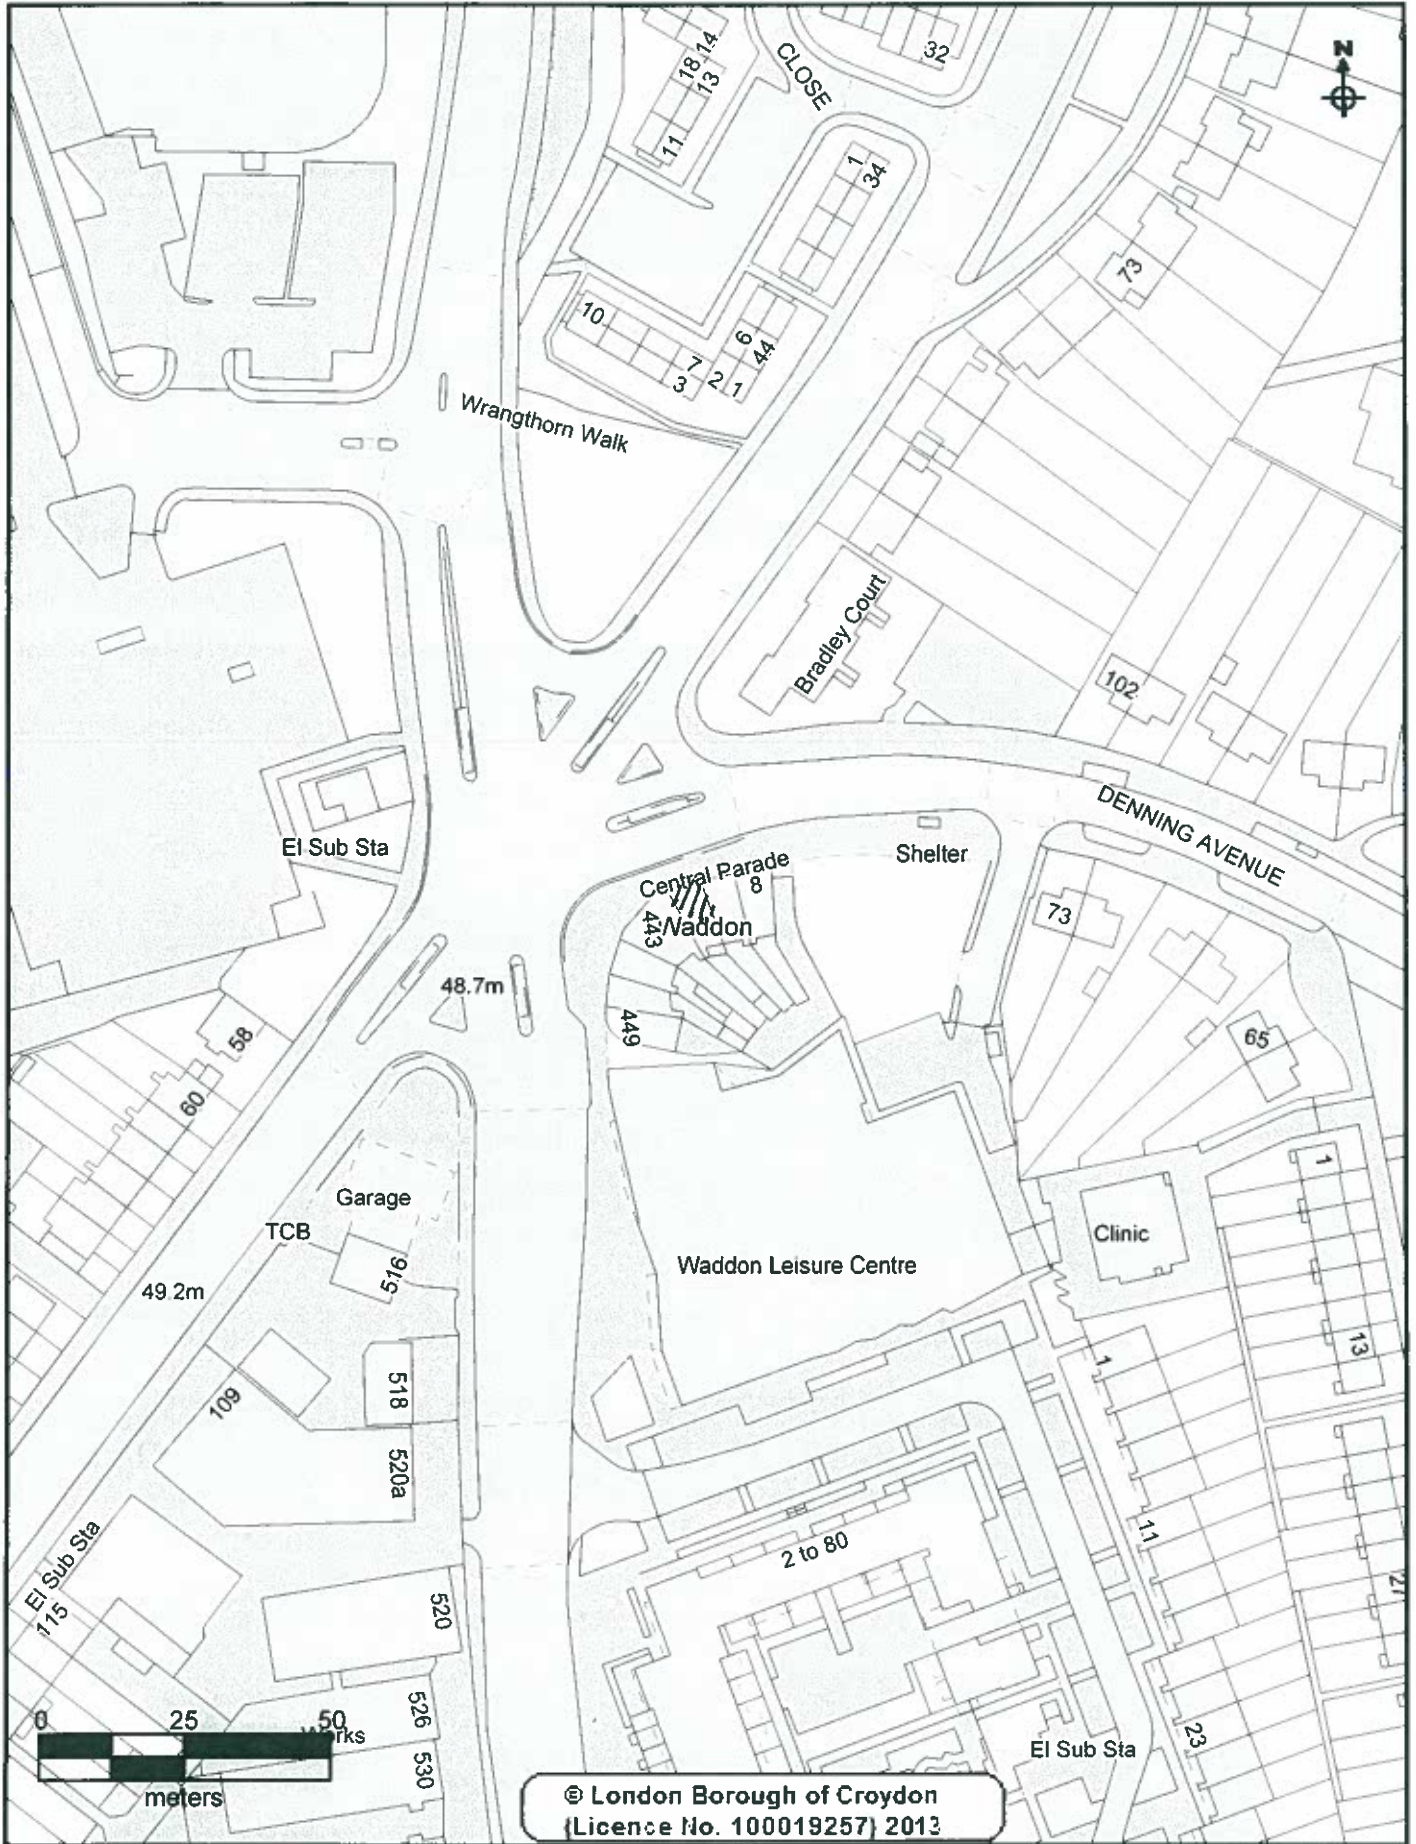 18 14
13
11
CLOSE
32
N
1
34
73
10
6
44
7
3
2
1
Wrangthorn Walk
Bradley Court
102
DENNING AVENUE
El Sub Sta
Central Parade
8
Shelter
443
Waddon
73
48.7m
449
58
65
60
Garage
TCB
1
Clinic
516
49.2m
Waddon Leisure Centre
13
1
109
518
520a
11
2 to 80
El Sub Sta
115
520
27
526
23
530
El Sub Sta
0 25 50
meters
© London Borough of Croydon
(Licence No. 100019257) 2013